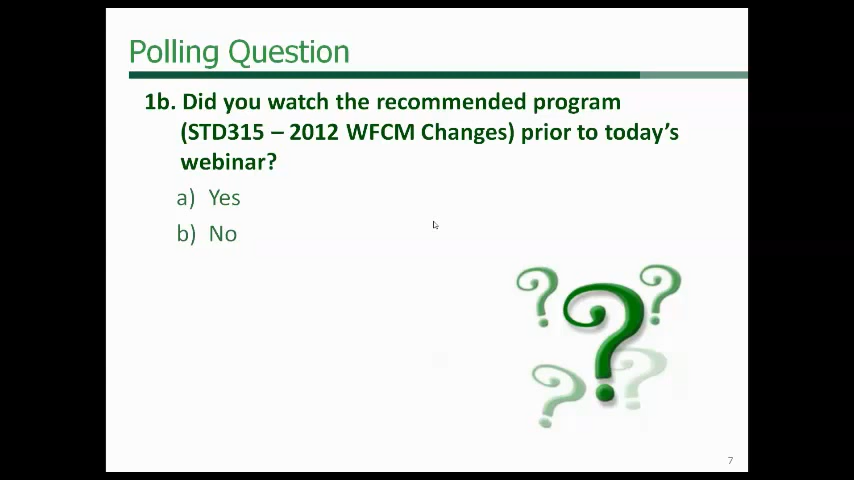 Polling Question
1b. Did you watch the recommended program
(STD315 – 2012 WFCM Changes) prior to today's
webinar?
a) Yes
b) No
7